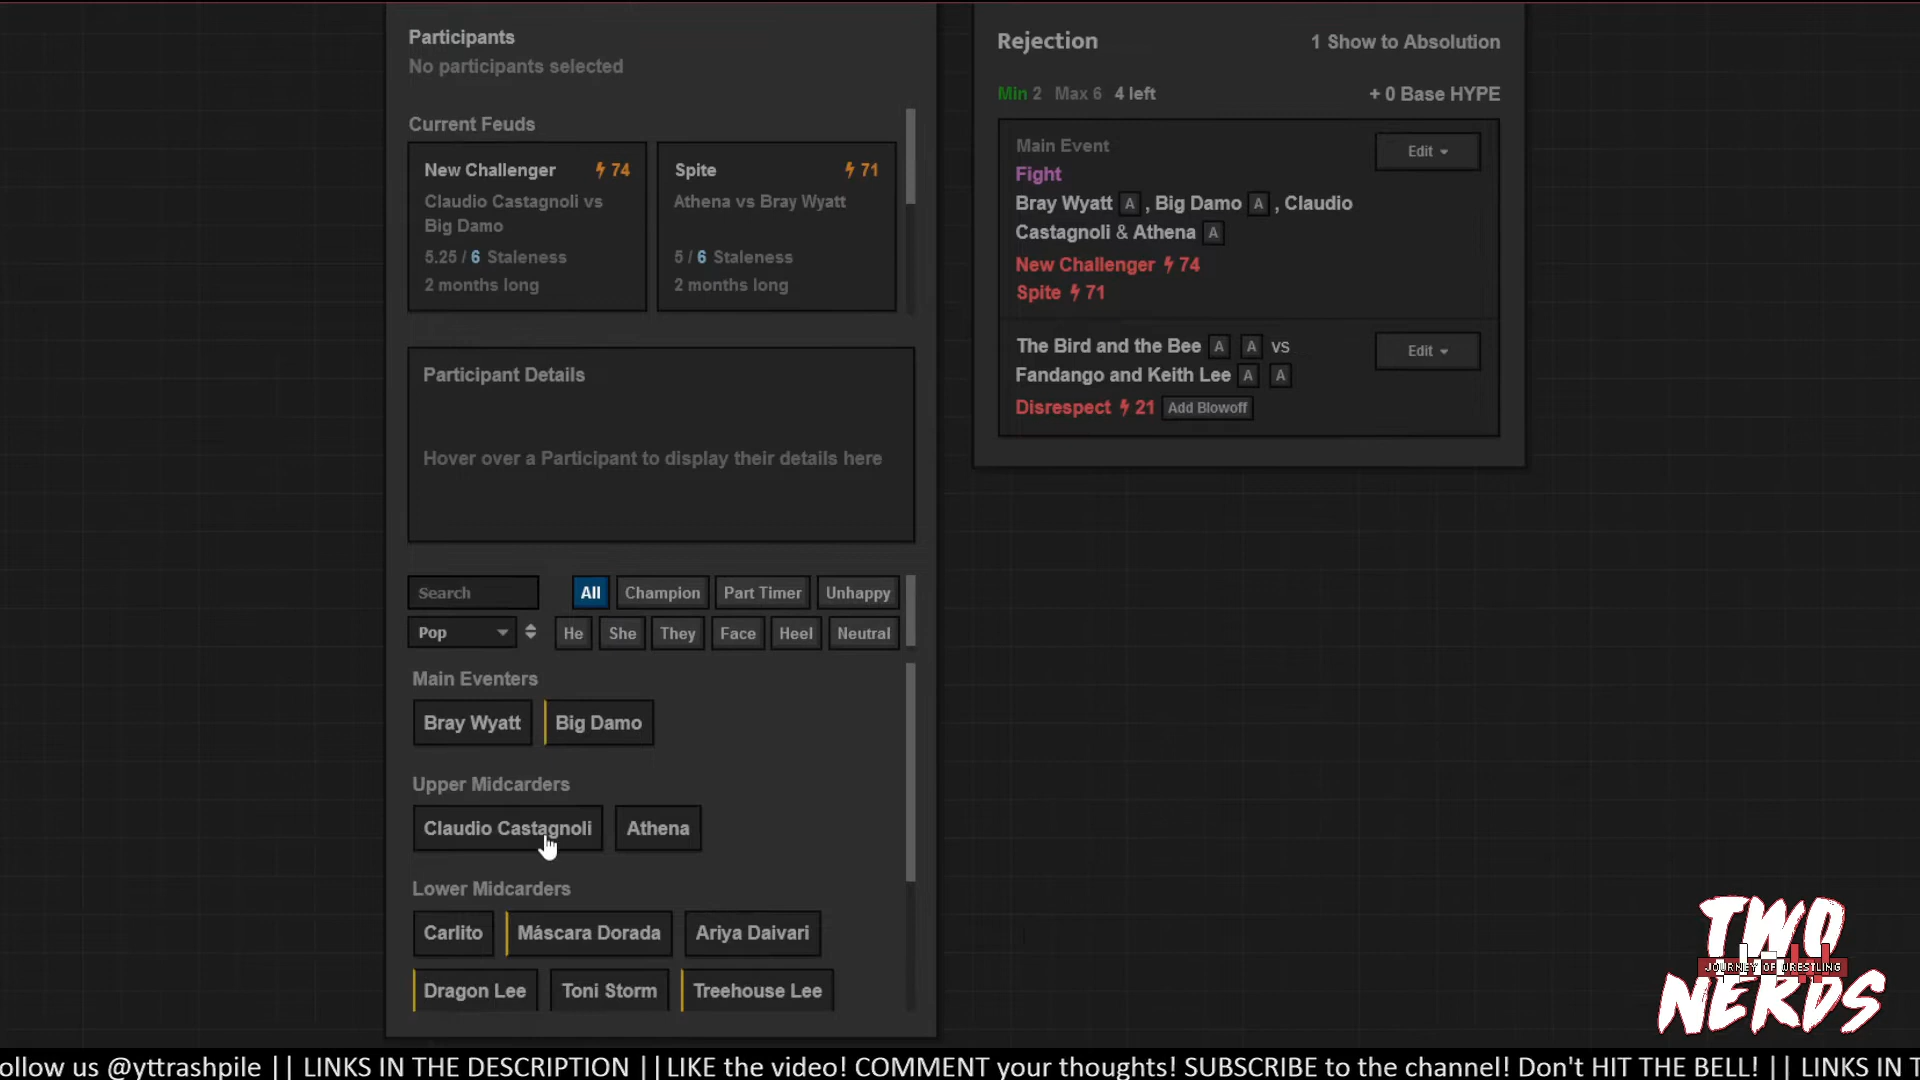 Participants
No participants selected
Current Feuds
New Challenger 74
Claudio Castagnoli vs
Big Damo
5.25 / 6 Staleness
2 months long
Spite 71
Athena vs Bray Wyatt
5 / 6 Staleness
2 months long
Participant Details
Hover over a Participant to display their details here
Search All Champion Part Timer Unhappy
Pop He She They Face Heel Neutral
Main Eventers
Bray Wyatt Big Damo
Upper Midcarders
Claudio Castagnoli Athena
Lower Midcarders
Carlito Máscara Dorada Ariya Daivari
Dragon Lee Toni Storm Treehouse Lee
Rejection 1 Show to Absolution
Min 2 Max 6 4 left + 0 Base HYPE
Main Event Edit
Fight
Bray Wyatt A , Big Damo A , Claudio
Castagnoli & Athena A
New Challenger 74
Spite 71
The Bird and the Bee A A vs Edit
Fandango and Keith Lee A A
Disrespect 21 Add Blowoff
TWO
JOURNEY OF WRESTLING
NERDS
ollow us @yttrashpile || LINKS IN THE DESCRIPTION ||LIKE the video! COMMENT your thoughts! SUBSCRIBE to the channel! Don't HIT THE BELL! || LINKS IN T